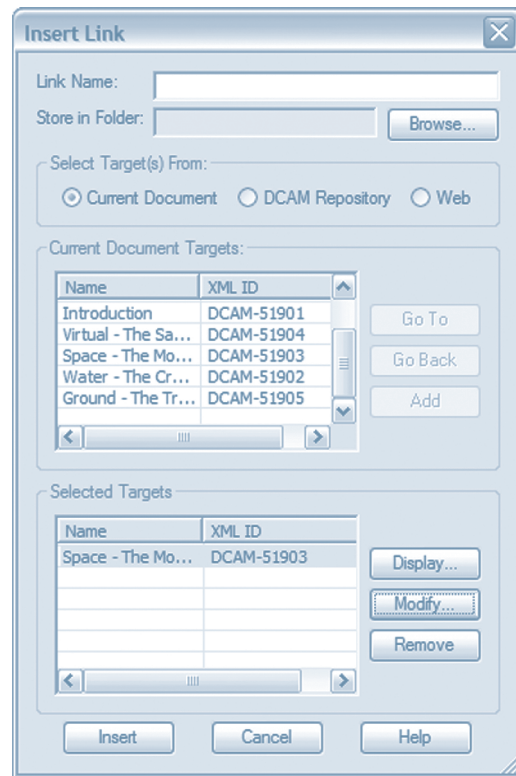 Insert Link
Link Name:
Store in Folder:
Browse...
Select Target(s) From:
Current Document DCAM Repository Web
Current Document Targets:
Name XML ID
Introduction DCAM-51901
Virtual - The Sa... DCAM-51904
Space - The Mo... DCAM-51903
Water - The Cr... DCAM-51902
Ground - The Tr... DCAM-51905
Go To
Go Back
Add
Selected Targets
Name XML ID
Space - The Mo... DCAM-51903
Display...
Modify...
Remove
Insert Cancel Help